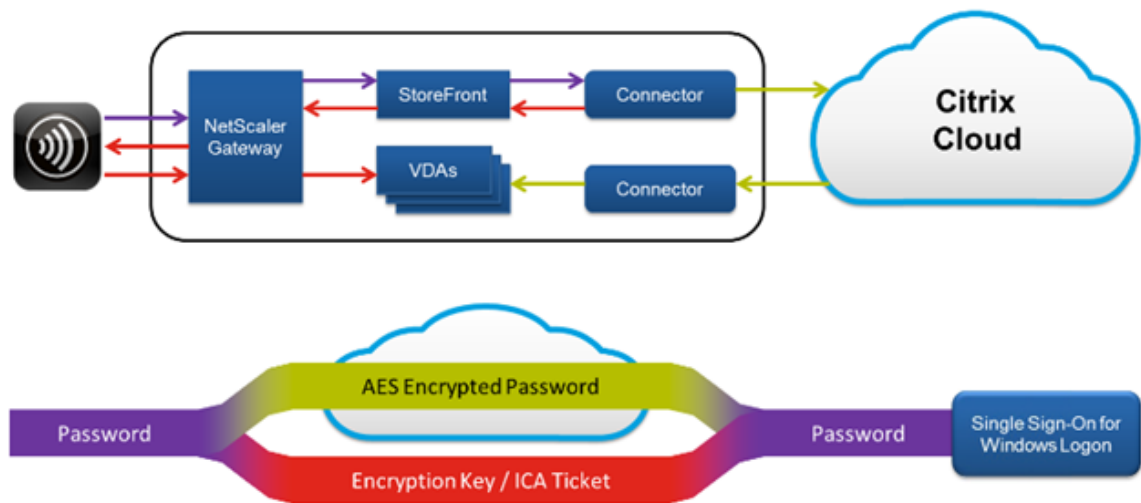 NetScaler
Gateway
StoreFront
Connector
Citrix
Cloud
VDAs
Connector
AES Encrypted Password
Password
Password
Single Sign-On for
Windows Logon
Encryption Key / ICA Ticket